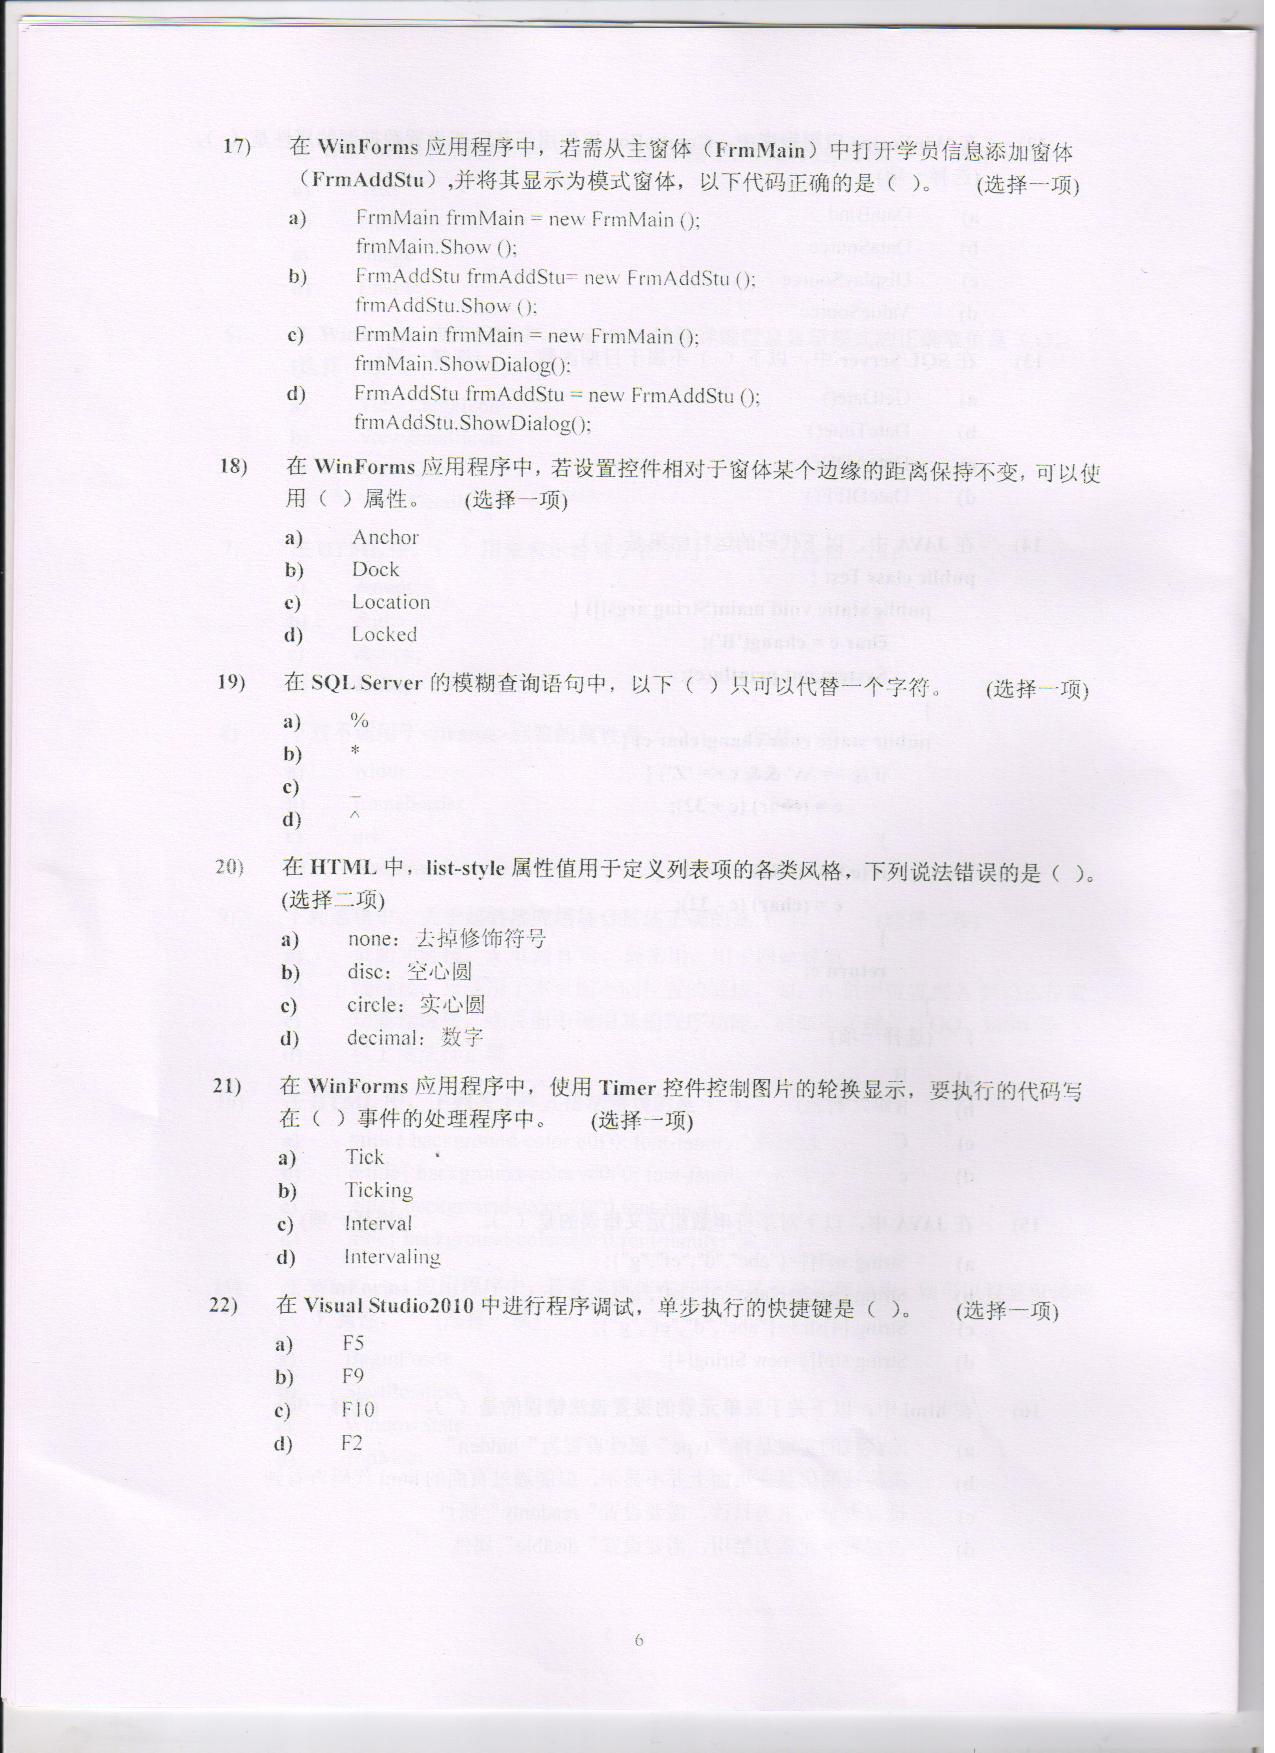 17) 在 WinForms 应用程序中，若需从主窗体（FrmMain）中打开学员信息添加窗体
（FrmAddStu）,并将其显示为模式窗体，以下代码正确的是（ ）。 (选择一项)
a) FrmMain frmMain = new FrmMain ();
frmMain.Show ();
b) FrmAddStu frmAddStu= new FrmAddStu ();
frmAddStu.Show ();
c) FrmMain frmMain = new FrmMain ();
frmMain.ShowDialog();
d) FrmAddStu frmAddStu = new FrmAddStu ();
frmAddStu.ShowDialog();
18) 在 WinForms 应用程序中，若设置控件相对于窗体某个边缘的距离保持不变，可以使
用（ ）属性。 (选择一项)
a) Anchor
b) Dock
c) Location
d) Locked
19) 在 SQL Server 的模糊查询语句中，以下（ ）只可以代替一个字符。 (选择一项)
a) %
b) *
c) _
d) ^
20) 在 HTML 中，list-style 属性值用于定义列表项的各类风格，下列说法错误的是（ ）。
(选择二项)
a) none：去掉修饰符号
b) disc：空心圆
c) circle：实心圆
d) decimal：数字
21) 在 WinForms 应用程序中，使用 Timer 控件控制图片的轮换显示，要执行的代码写
在（ ）事件的处理程序中。 (选择一项)
a) Tick
b) Ticking
c) Interval
d) Intervaling
22) 在 Visual Studio2010 中进行程序调试，单步执行的快捷键是（ ）。 (选择一项)
a) F5
b) F9
c) F10
d) F2
6